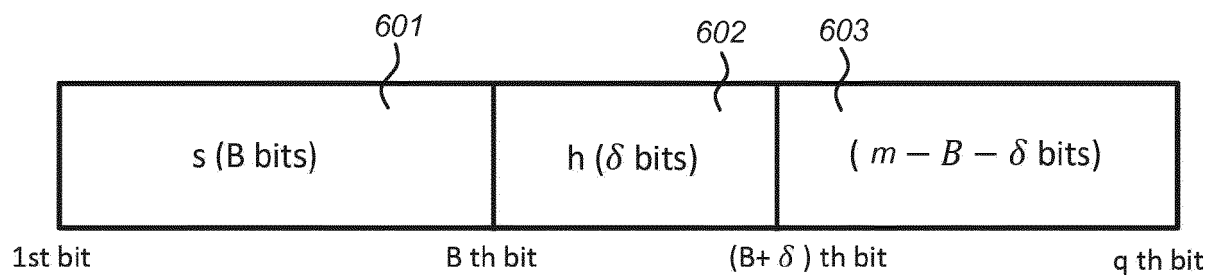 601
602
603
s (B bits)
h (δ bits)
( m − B − δ bits)
1st bit
B th bit
(B+ δ ) th bit
q th bit